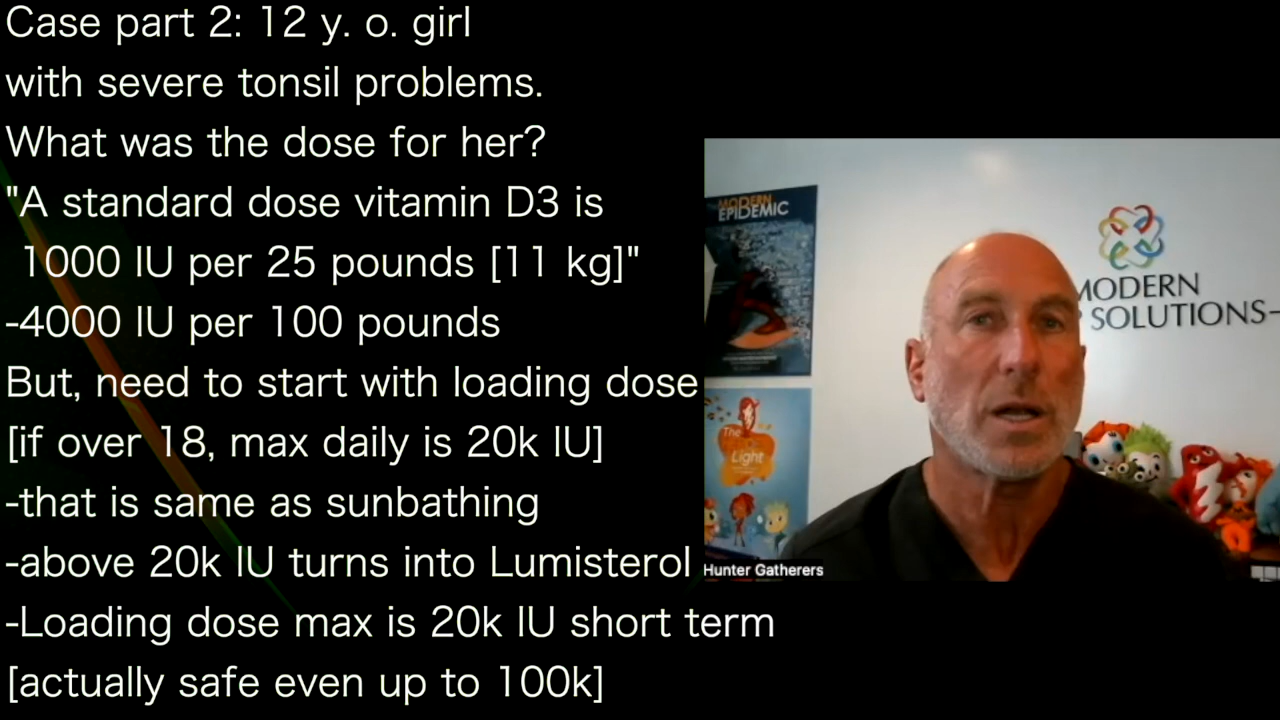 Case part 2: 12 y. o. girl
with severe tonsil problems.
What was the dose for her?
"A standard dose vitamin D3 is
1000 IU per 25 pounds [11 kg]"
-4000 IU per 100 pounds
But, need to start with loading dose
[if over 18, max daily is 20k IU]
-that is same as sunbathing
-above 20k IU turns into Lumisterol
-Loading dose max is 20k IU short term
[actually safe even up to 100k]
MODERN
EPIDEMIC
The
Light
MODERN
SOLUTIONS-
Hunter Gatherers